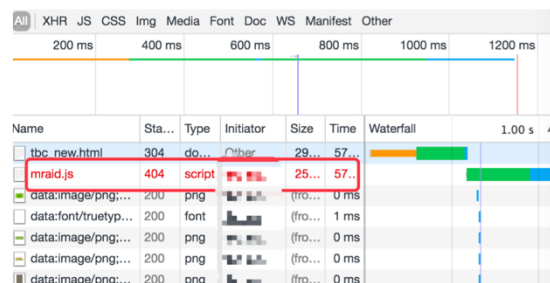 All XHR JS CSS Img Media Font Doc WS Manifest Other
200 ms 400 ms 600 ms 800 ms 1000 ms 1200 ms
Name Sta... Type Initiator Size Time Waterfall 1.00 s
tbc_new.html 304 do... Other 29... 57...
mraid.js 404 script 25... 57...
data:image/png;... 200 png (fro... 0 ms
data:font/truetyp... 200 font (fro... 1 ms
data:image/png;... 200 png (fro... 0 ms
data:image/png;... 200 png (fro... 0 ms
data:image/png;... 200 png (fro... 0 ms